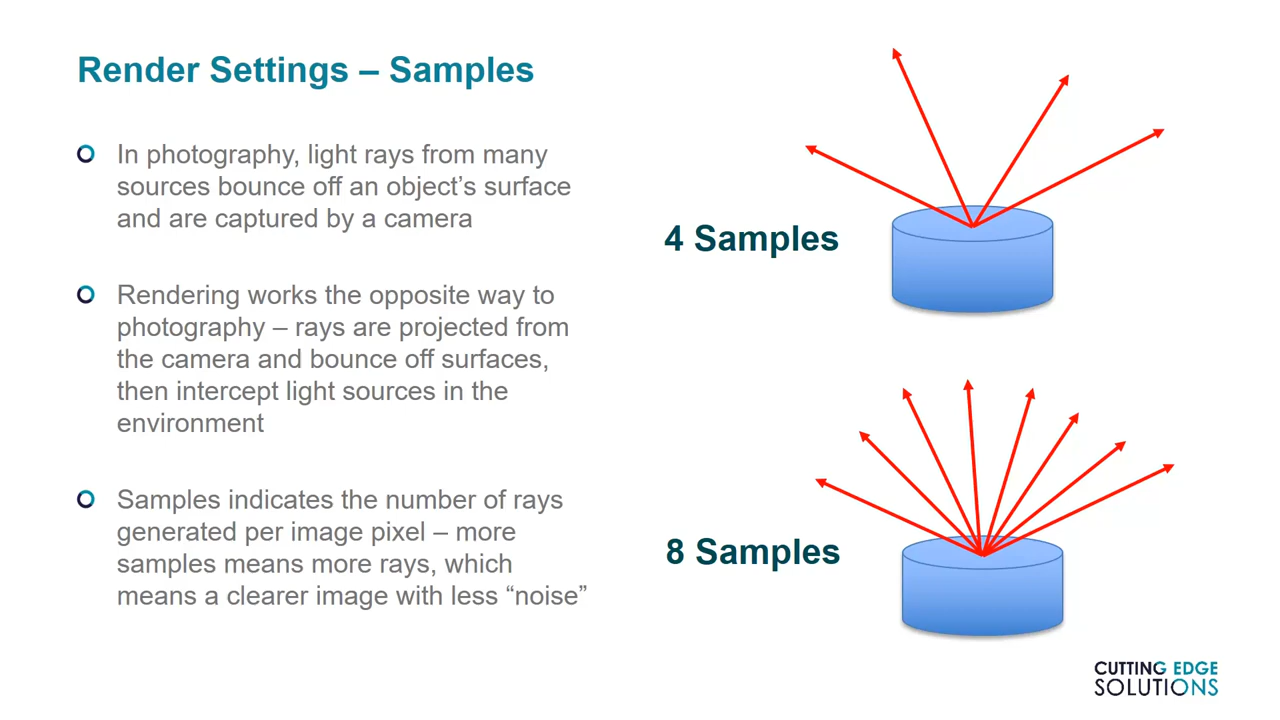 Render Settings – Samples
In photography, light rays from many
sources bounce off an object’s surface
and are captured by a camera
Rendering works the opposite way to
photography – rays are projected from
the camera and bounce off surfaces,
then intercept light sources in the
environment
Samples indicates the number of rays
generated per image pixel – more
samples means more rays, which
means a clearer image with less “noise”
4 Samples
8 Samples
CUTTING EDGE
SOLUTIONS